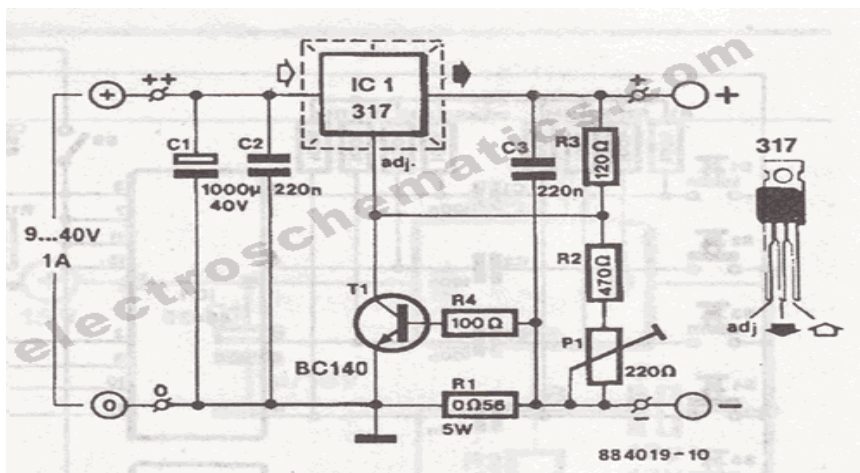 electroschematics.com
IC 1
317
adj.
+
++
+
+
C1
1000µ
40V
C2
220n
C3
220n
R3
120Ω
317
9...40V
1A
R2
470Ω
T1
BC140
R4
100Ω
P1
220Ω
adj
0
0
R1
0Ω56
5W
–
–
884019-10